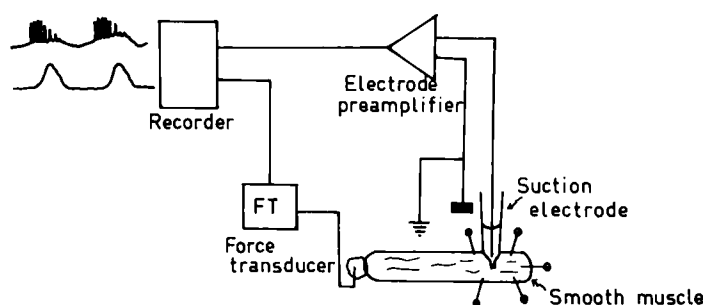 Electrode
preamplifier
Recorder
Suction
electrode
FT
Force
transducer
Smooth muscle